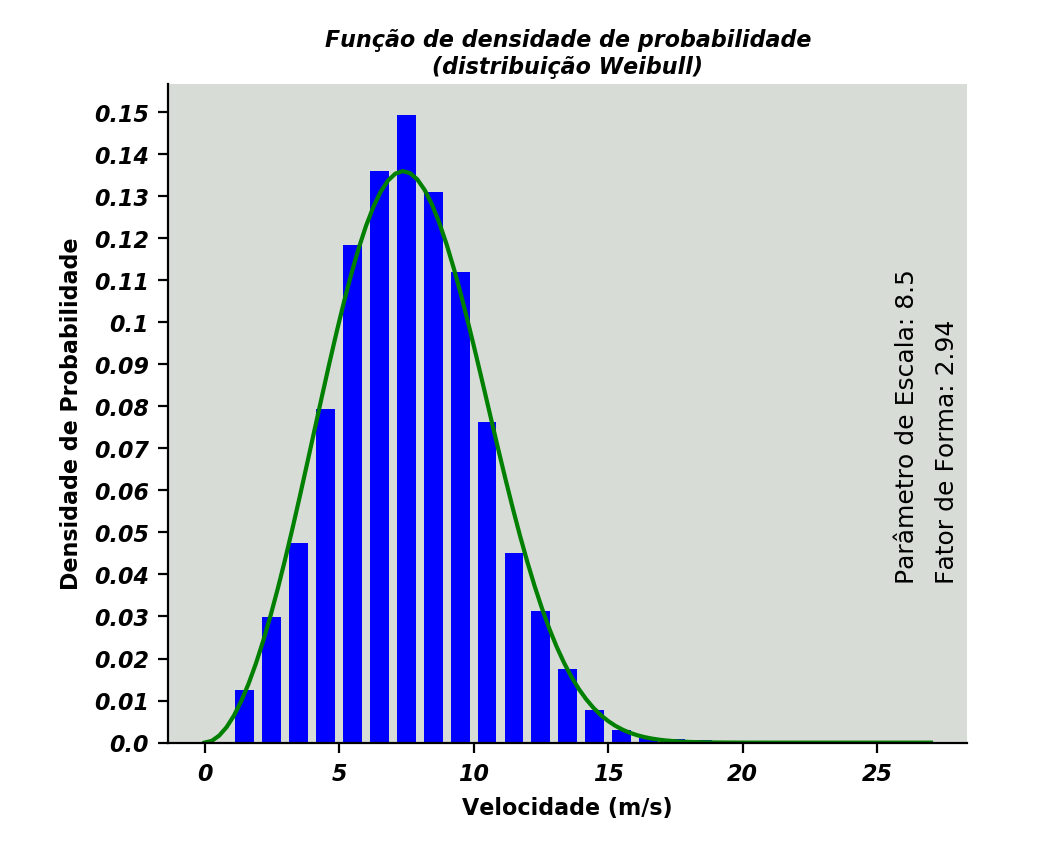 Função de densidade de probabilidade
(distribuição Weibull)
Densidade de Probabilidade
0.15
0.14
0.13
0.12
0.11
0.1
0.09
0.08
0.07
0.06
0.05
0.04
0.03
0.02
0.01
0.0
0 5 10 15 20 25
Velocidade (m/s)
Parâmetro de Escala: 8.5
Fator de Forma: 2.94